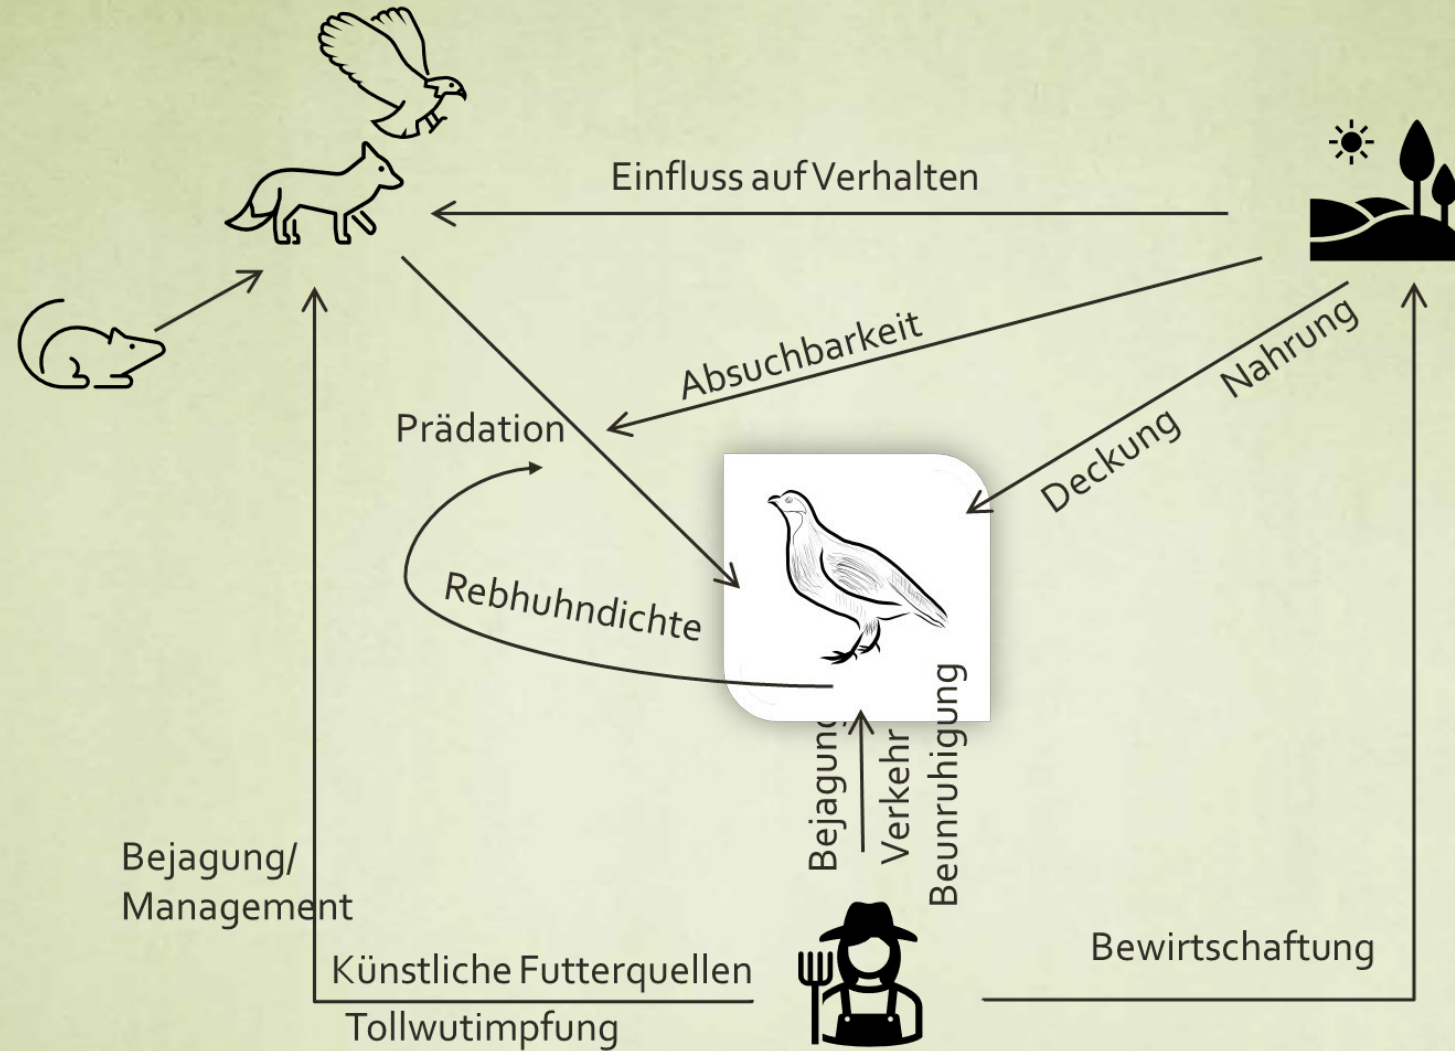 Einfluss auf Verhalten
Absuchbarkeit
Nahrung
Deckung
Prädation
Rebhuhndichte
Bejagung
Verkehr
Beunruhigung
Bejagung/
Management
Künstliche Futterquellen
Tollwutimpfung
Bewirtschaftung